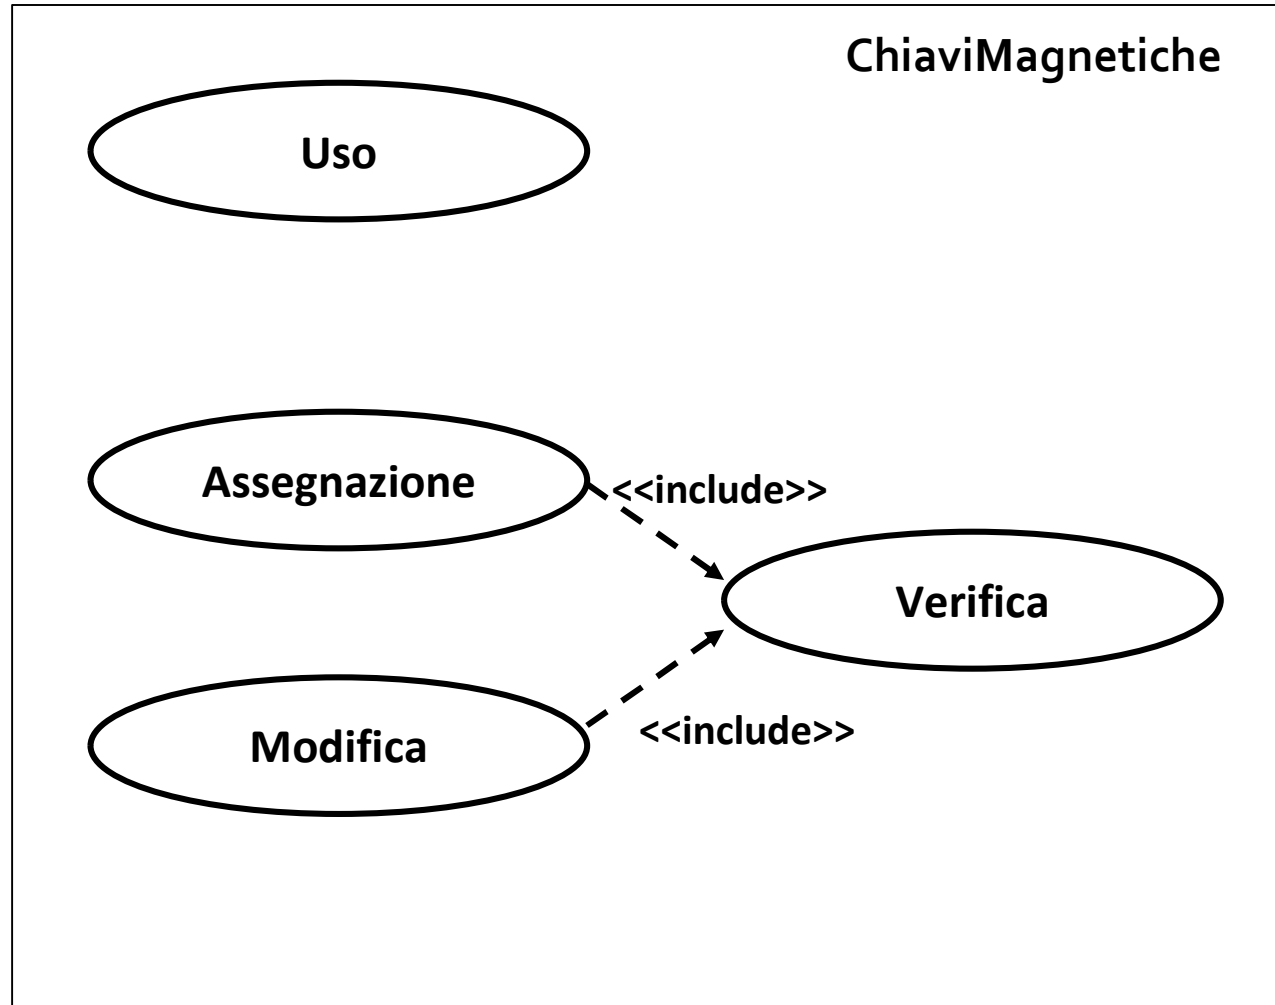 ChiaviMagnetiche
Uso
Assegnazione
<<include>>
Verifica
Modifica
<<include>>